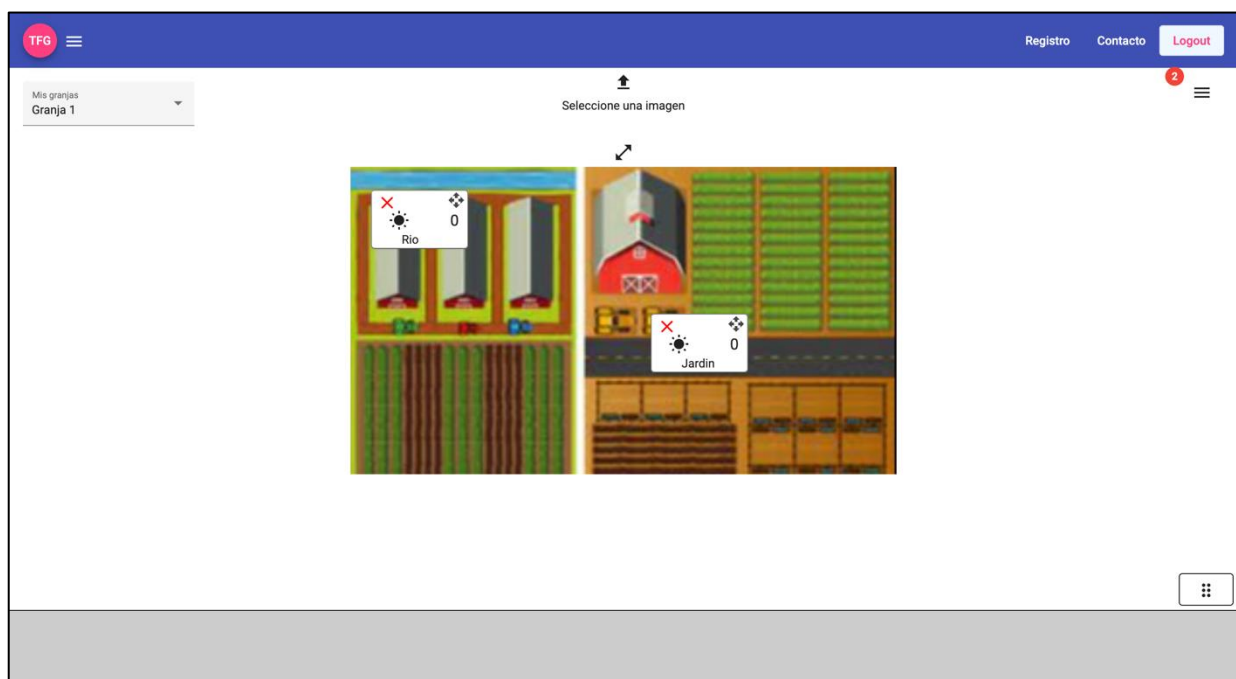 TFG
Registro
Contacto
Logout
Mis granjas
Granja 1
Seleccione una imagen
2
0
Rio
0
Jardin